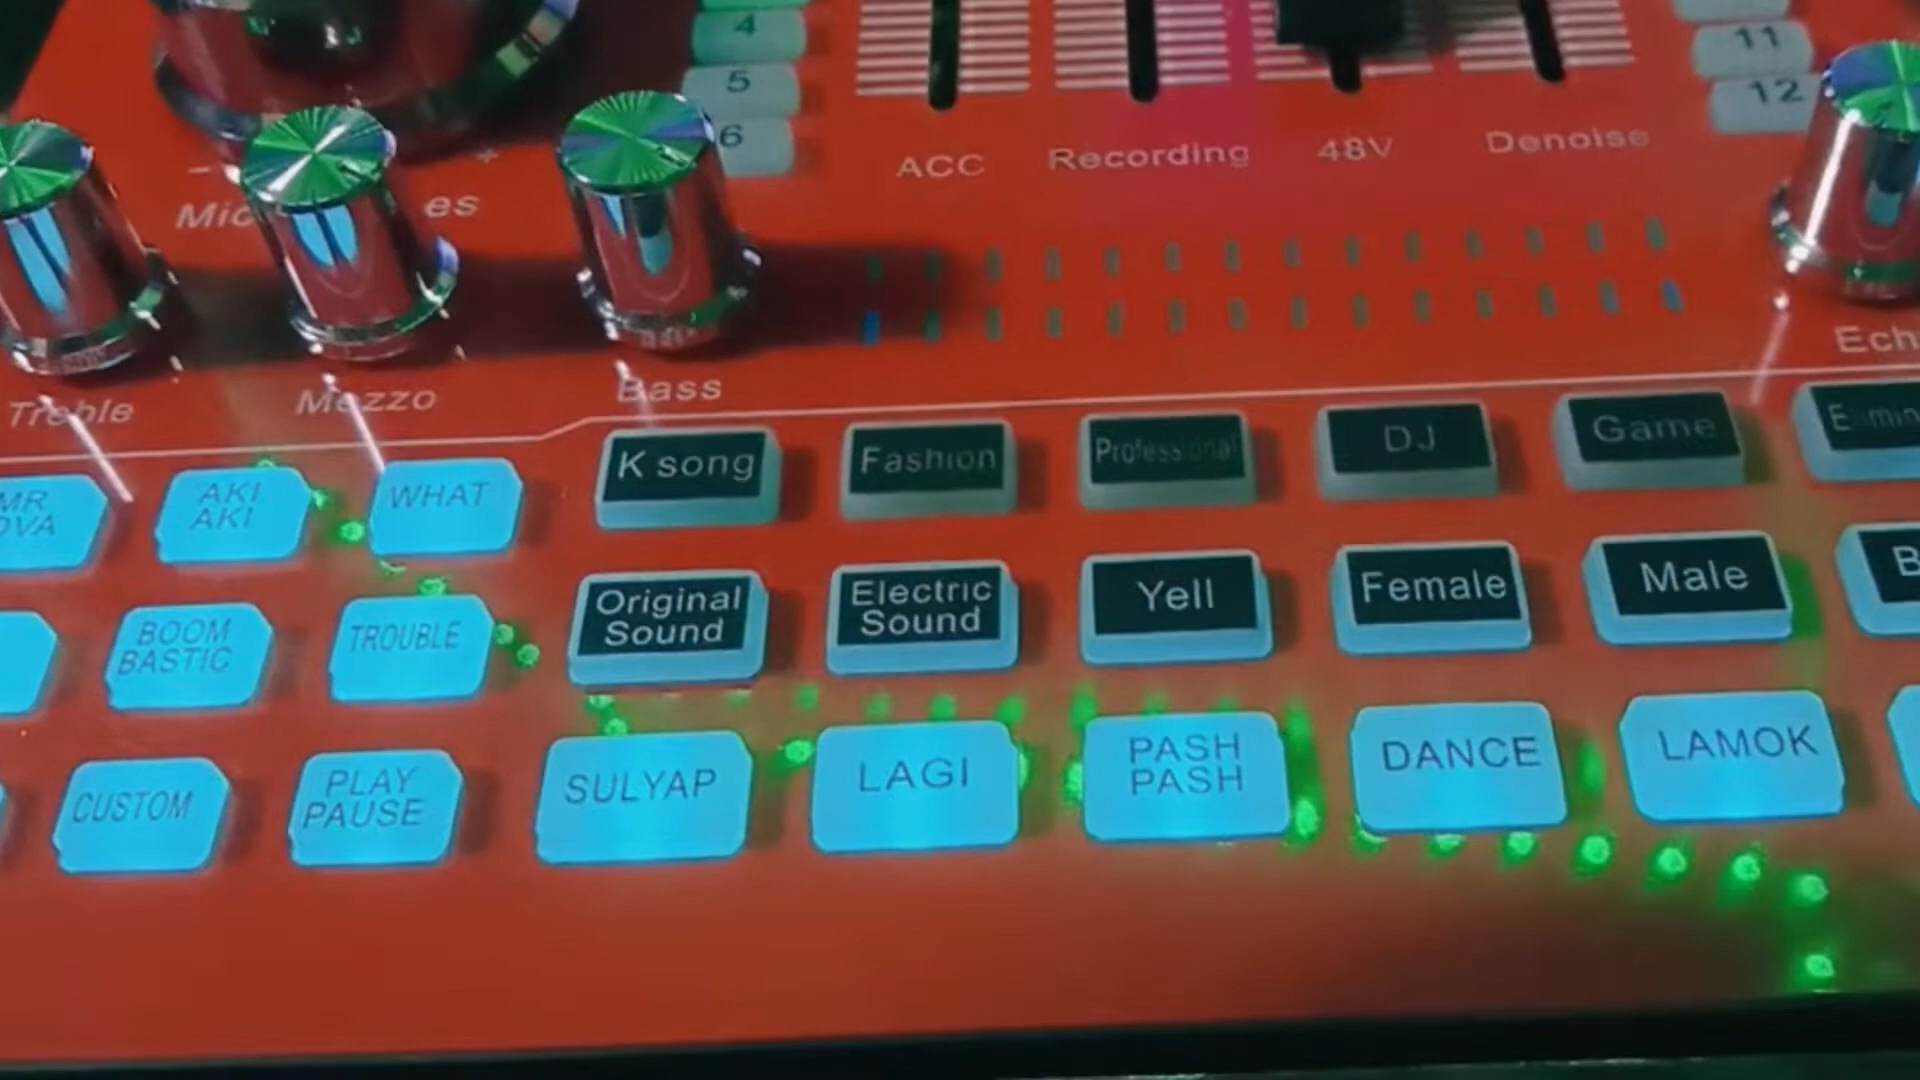 4
5
6
11
12
ACC
Recording
48V
Denoise
Treble
Mezzo
Bass
K song
Fashion
Professional
DJ
Game
AKI
AKI
WHAT
Original
Sound
Electric
Sound
Yell
Female
Male
BOOM
BASTIC
TROUBLE
CUSTOM
PLAY
PAUSE
SULYAP
LAGI
PASH
PASH
DANCE
LAMOK